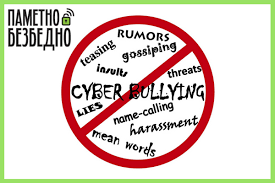 ПАМЕТНО
БЕЗБЕДНО
RUMORS
teasing
gossiping
insults
threats
CYBER BULLYING
LIES
name-calling
harassment
mean words